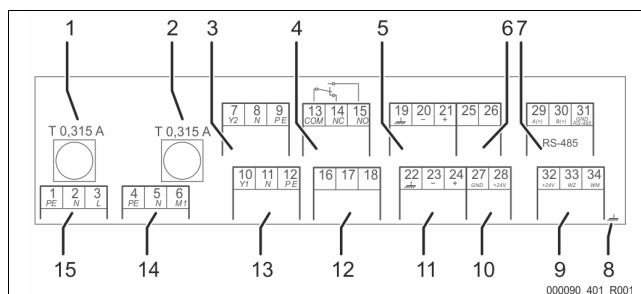 1 2 3 4 5 6 7
T 0,315 A T 0,315 A
7 8 9 13 14 15 19 20 21 25 26 29 30 31
Y2 N PE COM NC NO − + A(+) B(+) GND RS-485
RS-485
10 11 12 16 17 18 22 23 24 27 28 32 33 34
Y1 N PE − + GND +24V +24V WZ WM
1 2 3 4 5 6
PE N L PE N M1
15 14 13 12 11 10 9 8
000090_401_R001